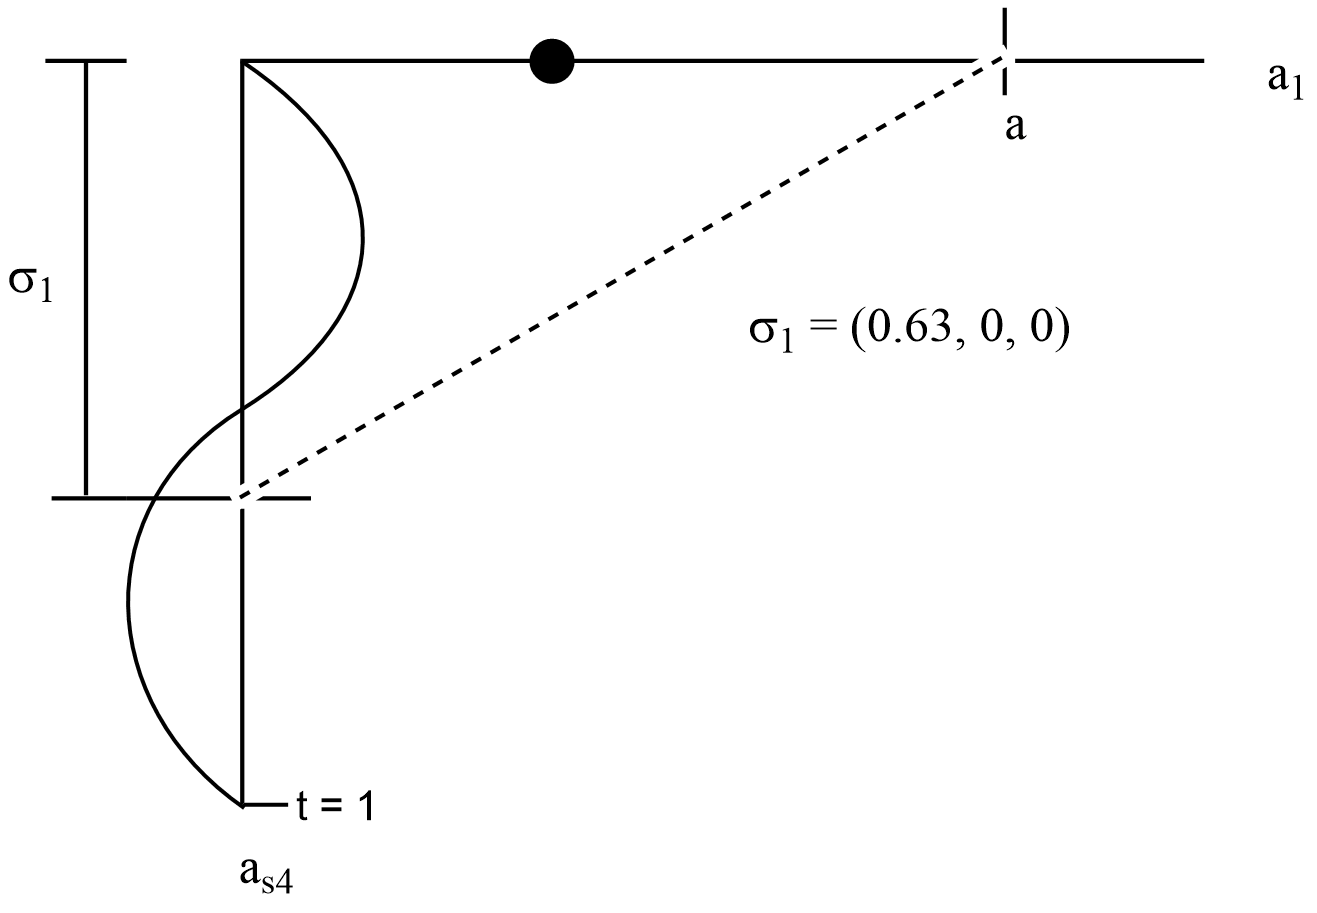 a₁
a
σ₁
σ₁ = (0.63, 0, 0)
t = 1
aₛ₄